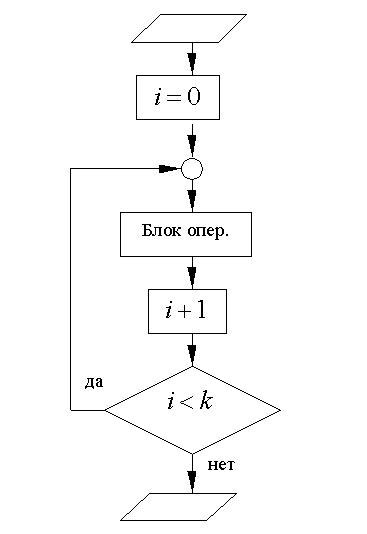 i = 0
Блок опер.
i + 1
i < k
да
нет